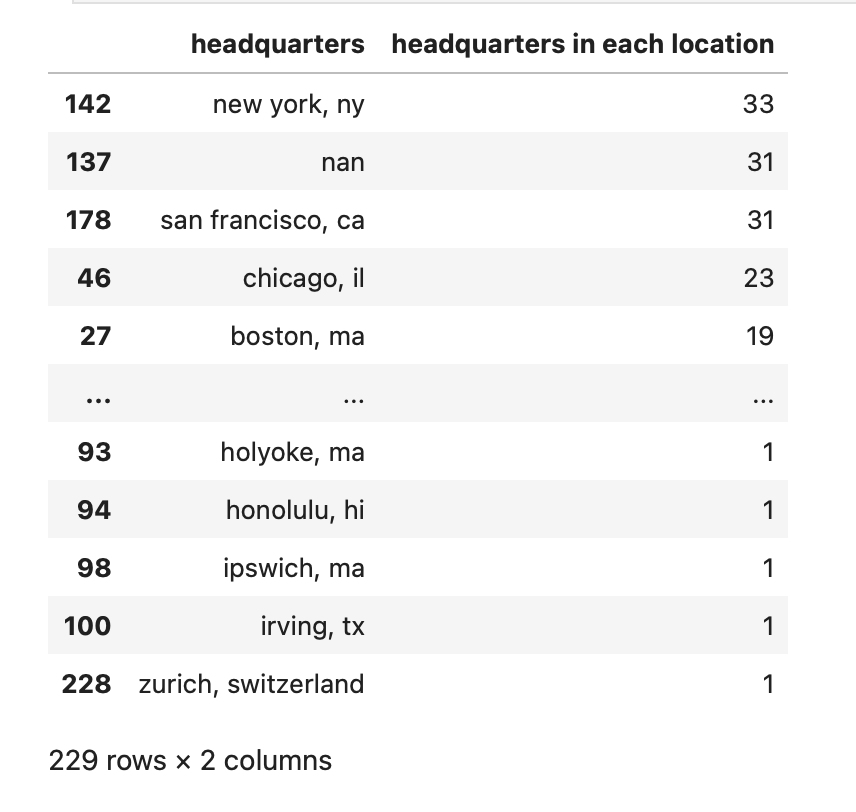 headquarters headquarters in each location
142 new york, ny 33
137 nan 31
178 san francisco, ca 31
46 chicago, il 23
27 boston, ma 19
... ... ...
93 holyoke, ma 1
94 honolulu, hi 1
98 ipswich, ma 1
100 irving, tx 1
228 zurich, switzerland 1
229 rows × 2 columns